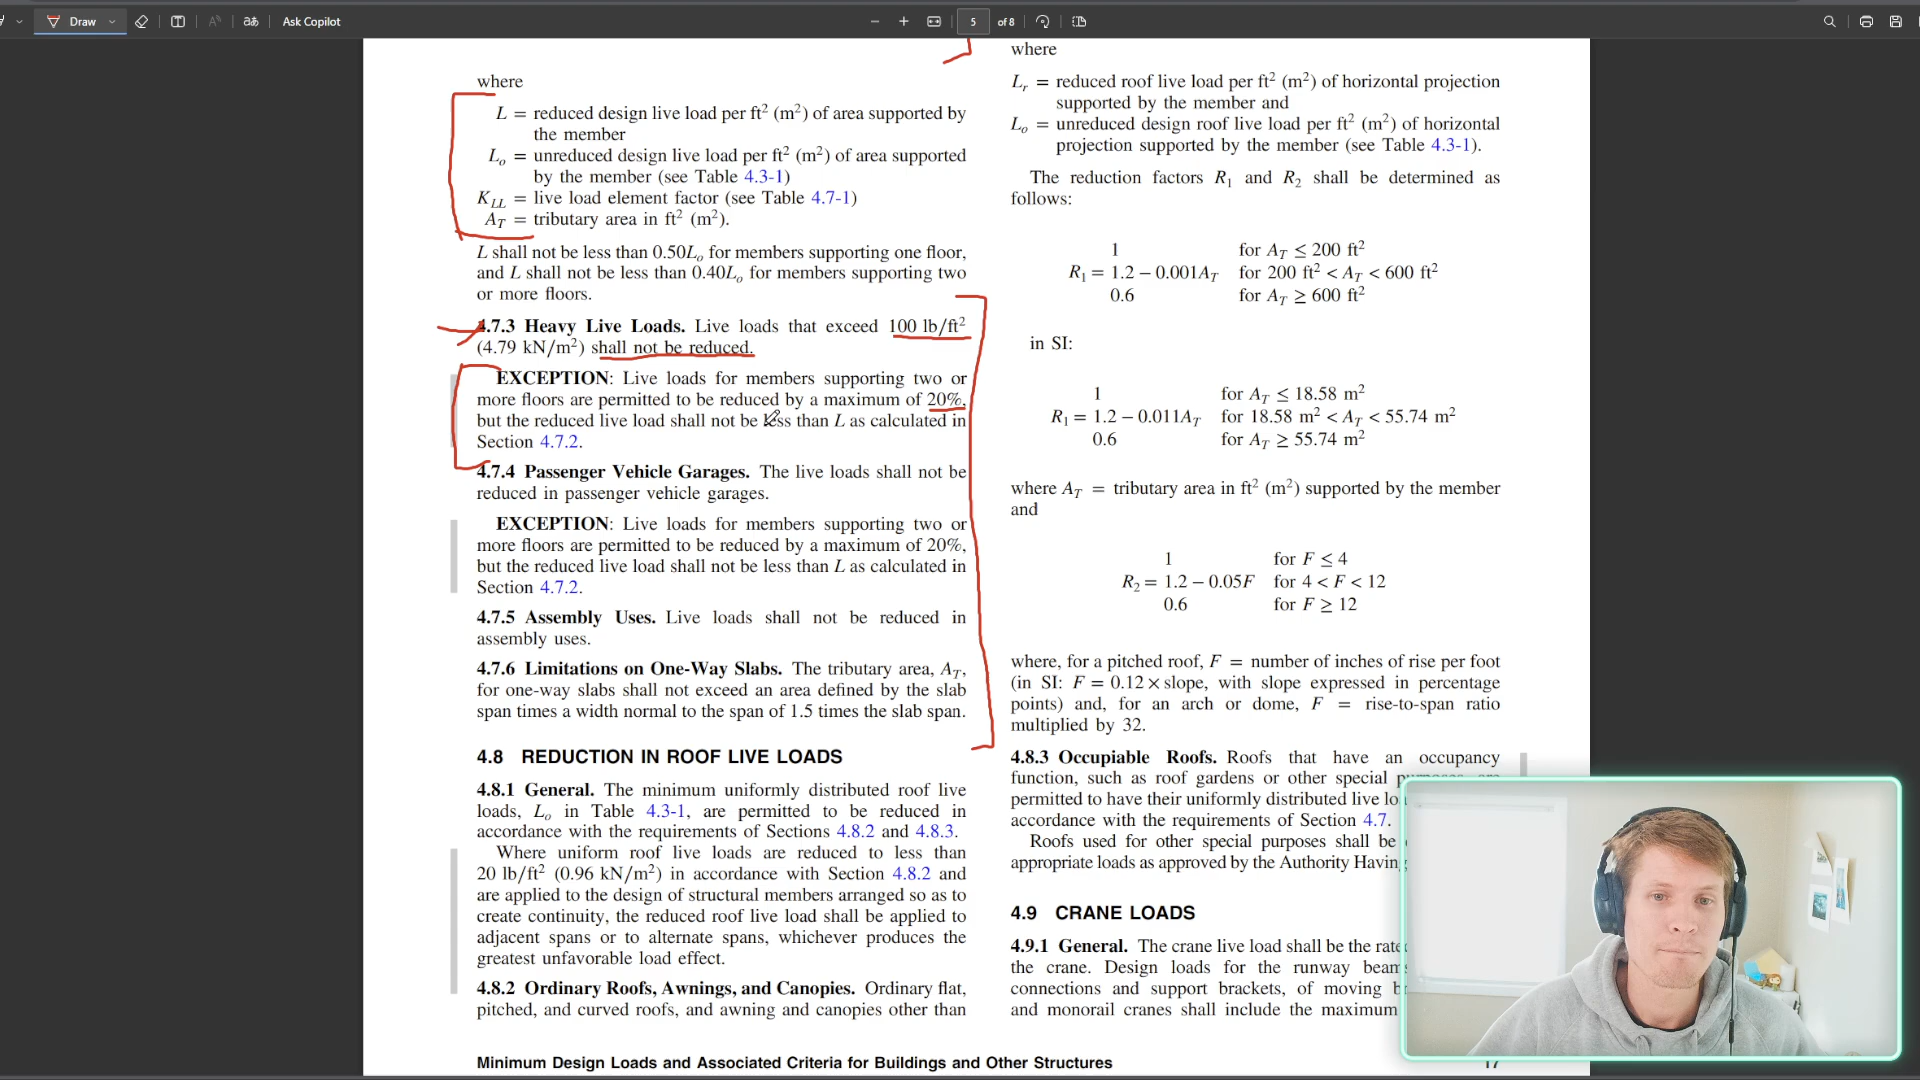 Draw
aあ
Ask Copilot
5
of 8
where
L = reduced design live load per ft² (m²) of area supported by
the member
Lo = unreduced design live load per ft² (m²) of area supported
by the member (see Table 4.3-1)
KLL = live load element factor (see Table 4.7-1)
AT = tributary area in ft² (m²).
L shall not be less than 0.50Lo for members supporting one floor,
and L shall not be less than 0.40Lo for members supporting two
or more floors.
4.7.3 Heavy Live Loads. Live loads that exceed 100 lb/ft²
(4.79 kN/m²) shall not be reduced.
EXCEPTION: Live loads for members supporting two or
more floors are permitted to be reduced by a maximum of 20%,
but the reduced live load shall not be less than L as calculated in
Section 4.7.2.
4.7.4 Passenger Vehicle Garages. The live loads shall not be
reduced in passenger vehicle garages.
EXCEPTION: Live loads for members supporting two or
more floors are permitted to be reduced by a maximum of 20%,
but the reduced live load shall not be less than L as calculated in
Section 4.7.2.
4.7.5 Assembly Uses. Live loads shall not be reduced in
assembly uses.
4.7.6 Limitations on One-Way Slabs. The tributary area, AT,
for one-way slabs shall not exceed an area defined by the slab
span times a width normal to the span of 1.5 times the slab span.
4.8 REDUCTION IN ROOF LIVE LOADS
4.8.1 General. The minimum uniformly distributed roof live
loads, Lo in Table 4.3-1, are permitted to be reduced in
accordance with the requirements of Sections 4.8.2 and 4.8.3.
Where uniform roof live loads are reduced to less than
20 lb/ft² (0.96 kN/m²) in accordance with Section 4.8.2 and
are applied to the design of structural members arranged so as to
create continuity, the reduced roof live load shall be applied to
adjacent spans or to alternate spans, whichever produces the
greatest unfavorable load effect.
4.8.2 Ordinary Roofs, Awnings, and Canopies. Ordinary flat,
pitched, and curved roofs, and awning and canopies other than
where
Lr = reduced roof live load per ft² (m²) of horizontal projection
supported by the member and
Lo = unreduced design roof live load per ft² (m²) of horizontal
projection supported by the member (see Table 4.3-1).
The reduction factors R1 and R2 shall be determined as
follows:
1 for AT ≤ 200 ft²
R1 = 1.2 − 0.001AT for 200 ft² < AT < 600 ft²
0.6 for AT ≥ 600 ft²
in SI:
1 for AT ≤ 18.58 m²
R1 = 1.2 − 0.011AT for 18.58 m² < AT < 55.74 m²
0.6 for AT ≥ 55.74 m²
where AT = tributary area in ft² (m²) supported by the member
and
1 for F ≤ 4
R2 = 1.2 − 0.05F for 4 < F < 12
0.6 for F ≥ 12
where, for a pitched roof, F = number of inches of rise per foot
(in SI: F = 0.12 × slope, with slope expressed in percentage
points) and, for an arch or dome, F = rise-to-span ratio
multiplied by 32.
4.8.3 Occupiable Roofs. Roofs that have an occupancy
function, such as roof gardens or other special
permitted to have their uniformly distributed live
accordance with the requirements of Section 4.7.
Roofs used for other special purposes shall be
appropriate loads as approved by the Authority
4.9 CRANE LOADS
4.9.1 General. The crane live load shall be the
the crane. Design loads for the runway
connections and support brackets, of moving
and monorail cranes shall include the maximum
Minimum Design Loads and Associated Criteria for Buildings and Other Structures
17